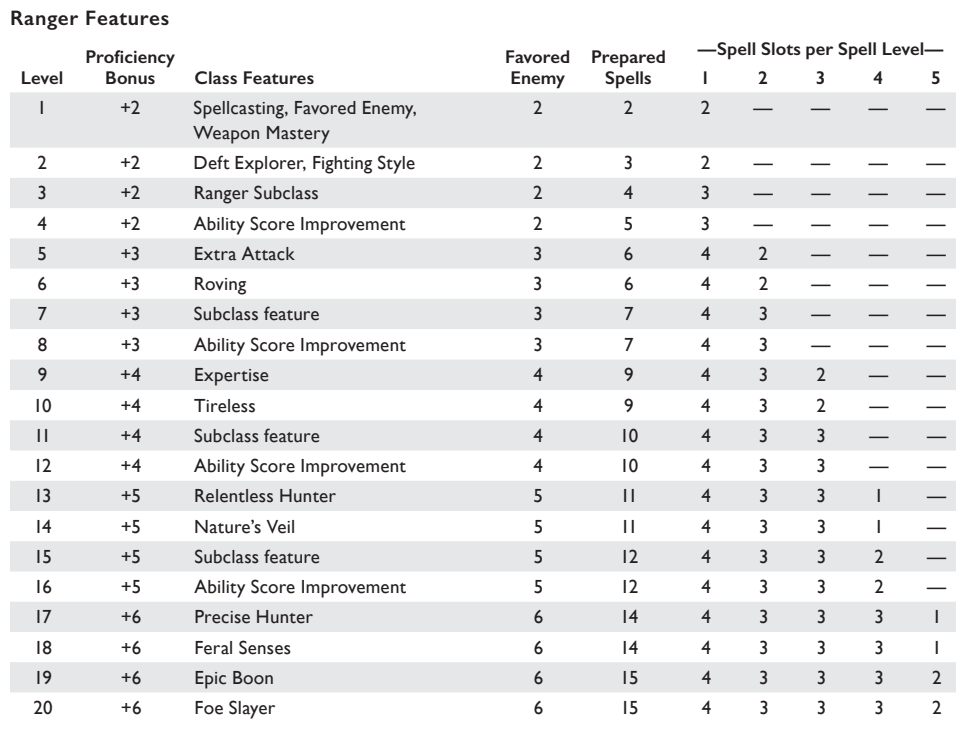 Ranger Features
—Spell Slots per Spell Level—
Proficiency Favored Prepared
Level Bonus Class Features Enemy Spells 1 2 3 4 5
1 +2 Spellcasting, Favored Enemy, 2 2 2 — — — —
Weapon Mastery
2 +2 Deft Explorer, Fighting Style 2 3 2 — — — —
3 +2 Ranger Subclass 2 4 3 — — — —
4 +2 Ability Score Improvement 2 5 3 — — — —
5 +3 Extra Attack 3 6 4 2 — — —
6 +3 Roving 3 6 4 2 — — —
7 +3 Subclass feature 3 7 4 3 — — —
8 +3 Ability Score Improvement 3 7 4 3 — — —
9 +4 Expertise 4 9 4 3 2 — —
10 +4 Tireless 4 9 4 3 2 — —
11 +4 Subclass feature 4 10 4 3 3 — —
12 +4 Ability Score Improvement 4 10 4 3 3 — —
13 +5 Relentless Hunter 5 11 4 3 3 1 —
14 +5 Nature’s Veil 5 11 4 3 3 1 —
15 +5 Subclass feature 5 12 4 3 3 2 —
16 +5 Ability Score Improvement 5 12 4 3 3 2 —
17 +6 Precise Hunter 6 14 4 3 3 3 1
18 +6 Feral Senses 6 14 4 3 3 3 1
19 +6 Epic Boon 6 15 4 3 3 3 2
20 +6 Foe Slayer 6 15 4 3 3 3 2